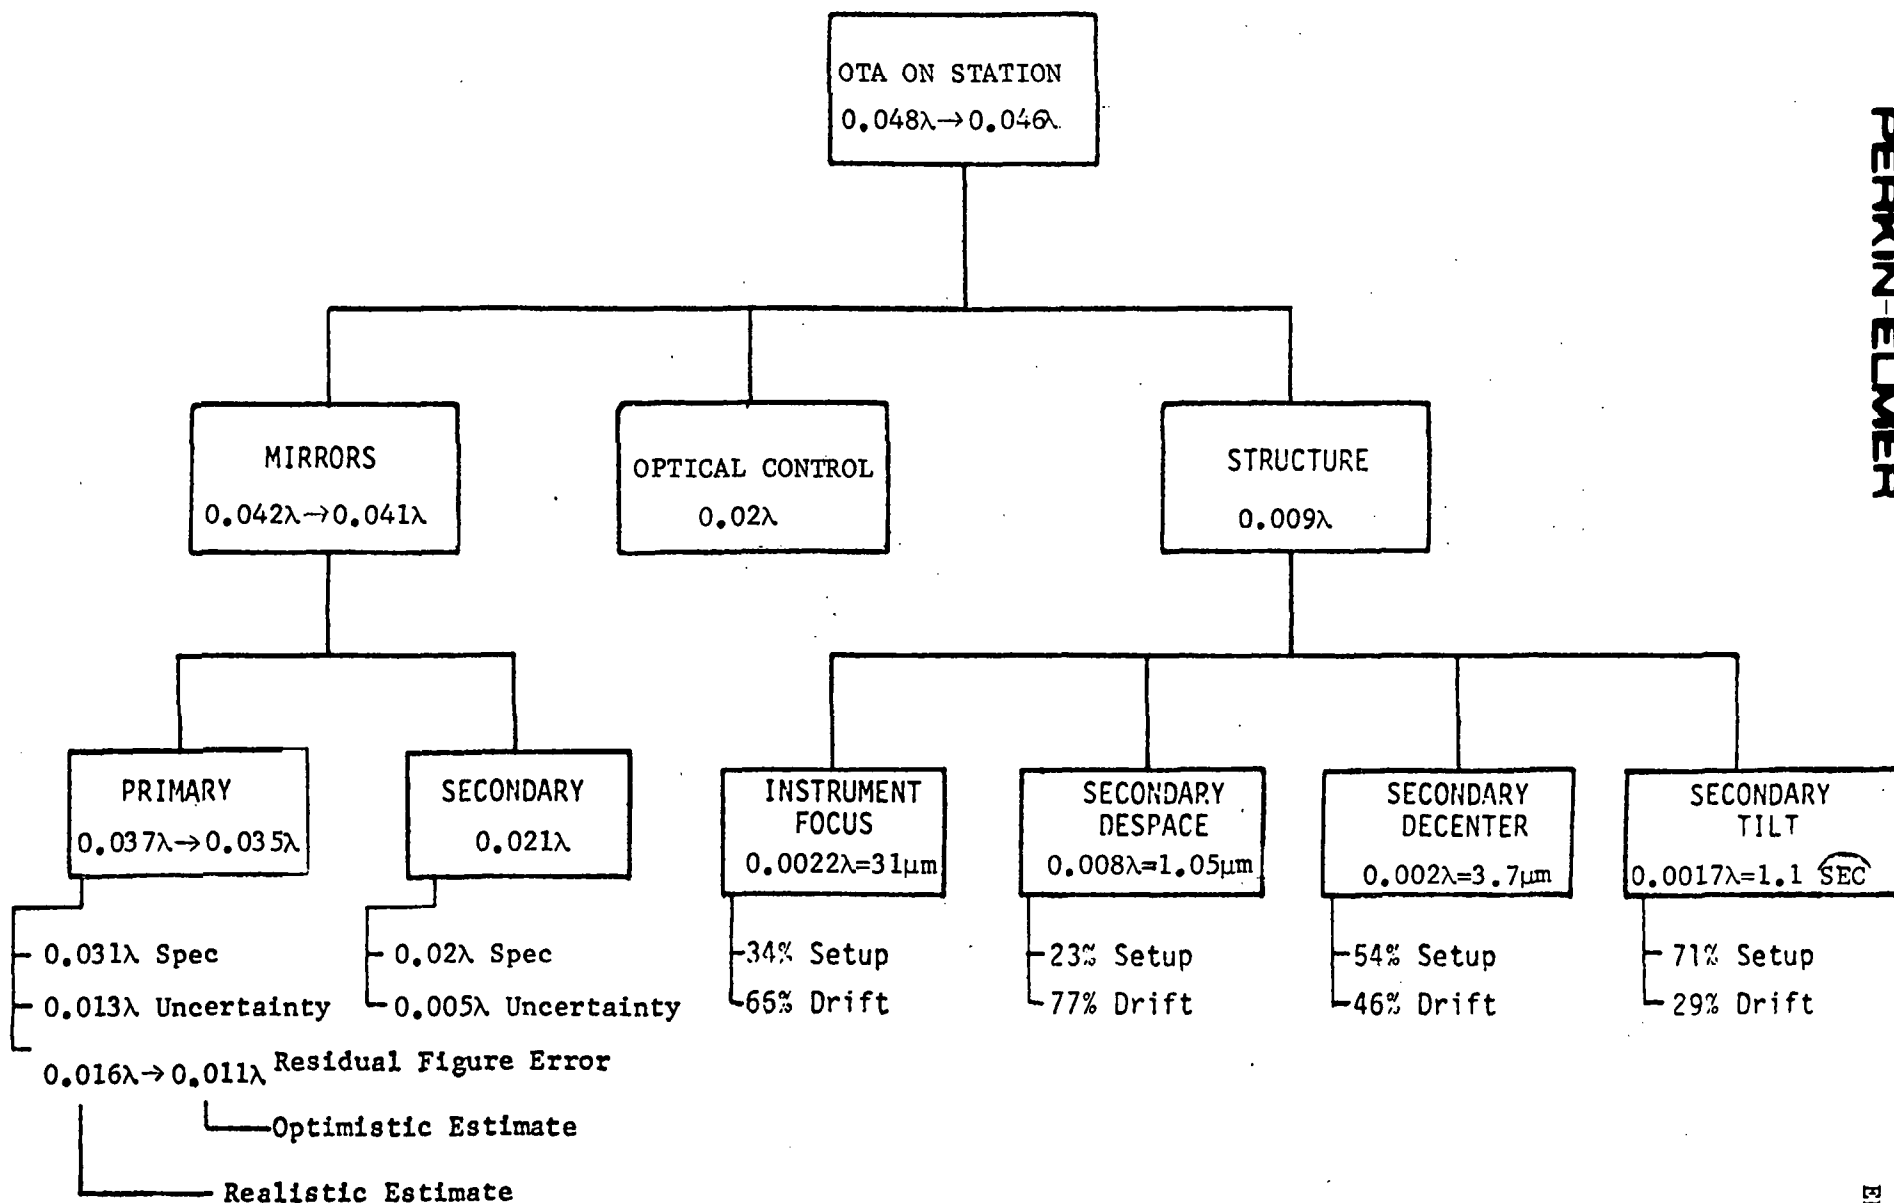 PERKIN-ELMER
OTA ON STATION
0.048λ→0.046λ
MIRRORS
0.042λ→0.041λ
OPTICAL CONTROL
0.02λ
STRUCTURE
0.009λ
PRIMARY
0.037λ→0.035λ
0.031λ Spec
0.013λ Uncertainty
0.016λ→0.011λ Residual Figure Error
Optimistic Estimate
Realistic Estimate
SECONDARY
0.021λ
0.02λ Spec
0.005λ Uncertainty
INSTRUMENT
FOCUS
0.0022λ=31μm
34% Setup
66% Drift
SECONDARY
DESPACE
0.008λ=1.05μm
23% Setup
77% Drift
SECONDARY
DECENTER
0.002λ=3.7μm
54% Setup
46% Drift
SECONDARY
TILT
0.0017λ=1.1 SEC
71% Setup
29% Drift